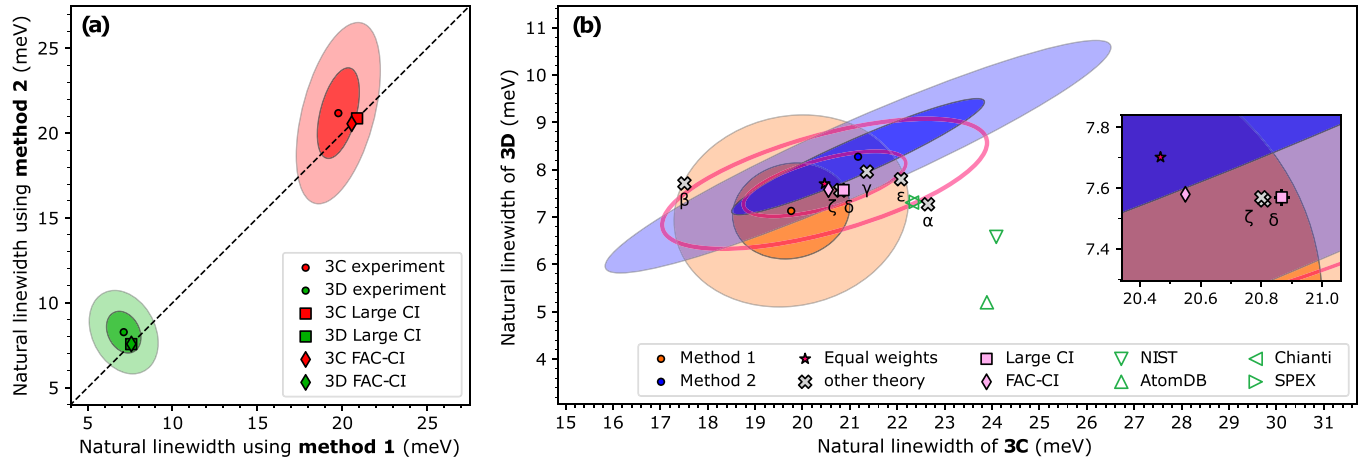 (a)
25
20
15
10
5
5
10
15
20
25
Natural linewidth using method 2 (meV)
Natural linewidth using method 1 (meV)
3C experiment
3D experiment
3C Large CI
3D Large CI
3C FAC-CI
3D FAC-CI
(b)
11
10
9
8
7
6
5
4
15 16 17 18 19 20 21 22 23 24 25 26 27 28 29 30 31
Natural linewidth of 3D (meV)
Natural linewidth of 3C (meV)
β
ζ
δ
γ
ε
α
7.8
7.6
7.4
20.4 20.6 20.8 21.0
ζ δ
Method 1 Equal weights Large CI NIST Chianti
Method 2 other theory FAC-CI AtomDB SPEX